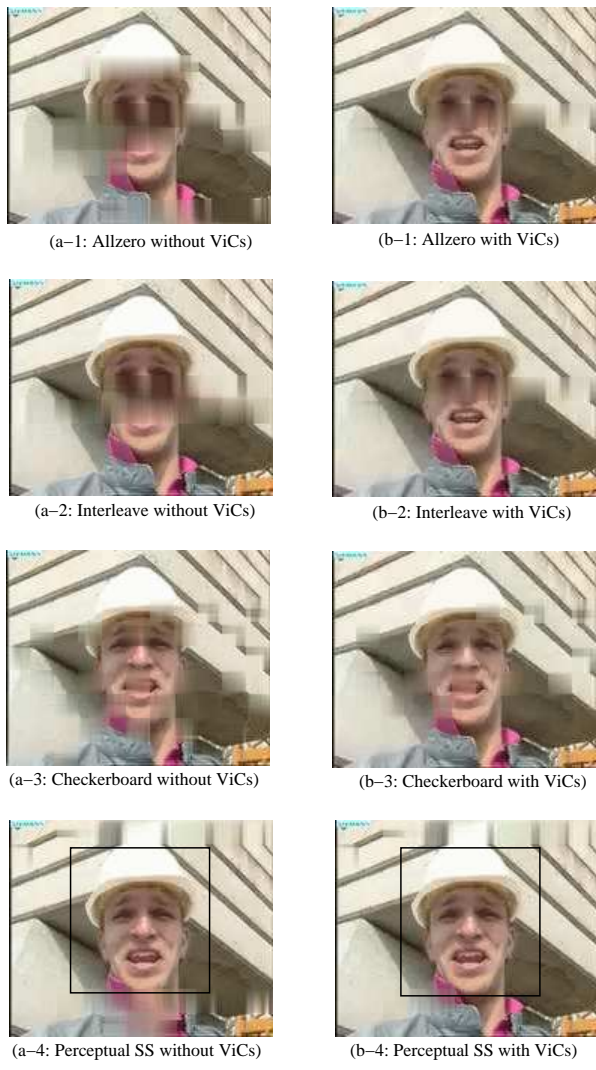 (a−1: Allzero without ViCs)
(b−1: Allzero with ViCs)
(a−2: Interleave without ViCs)
(b−2: Interleave with ViCs)
(a−3: Checkerboard without ViCs)
(b−3: Checkerboard with ViCs)
(a−4: Perceptual SS without ViCs)
(b−4: Perceptual SS with ViCs)